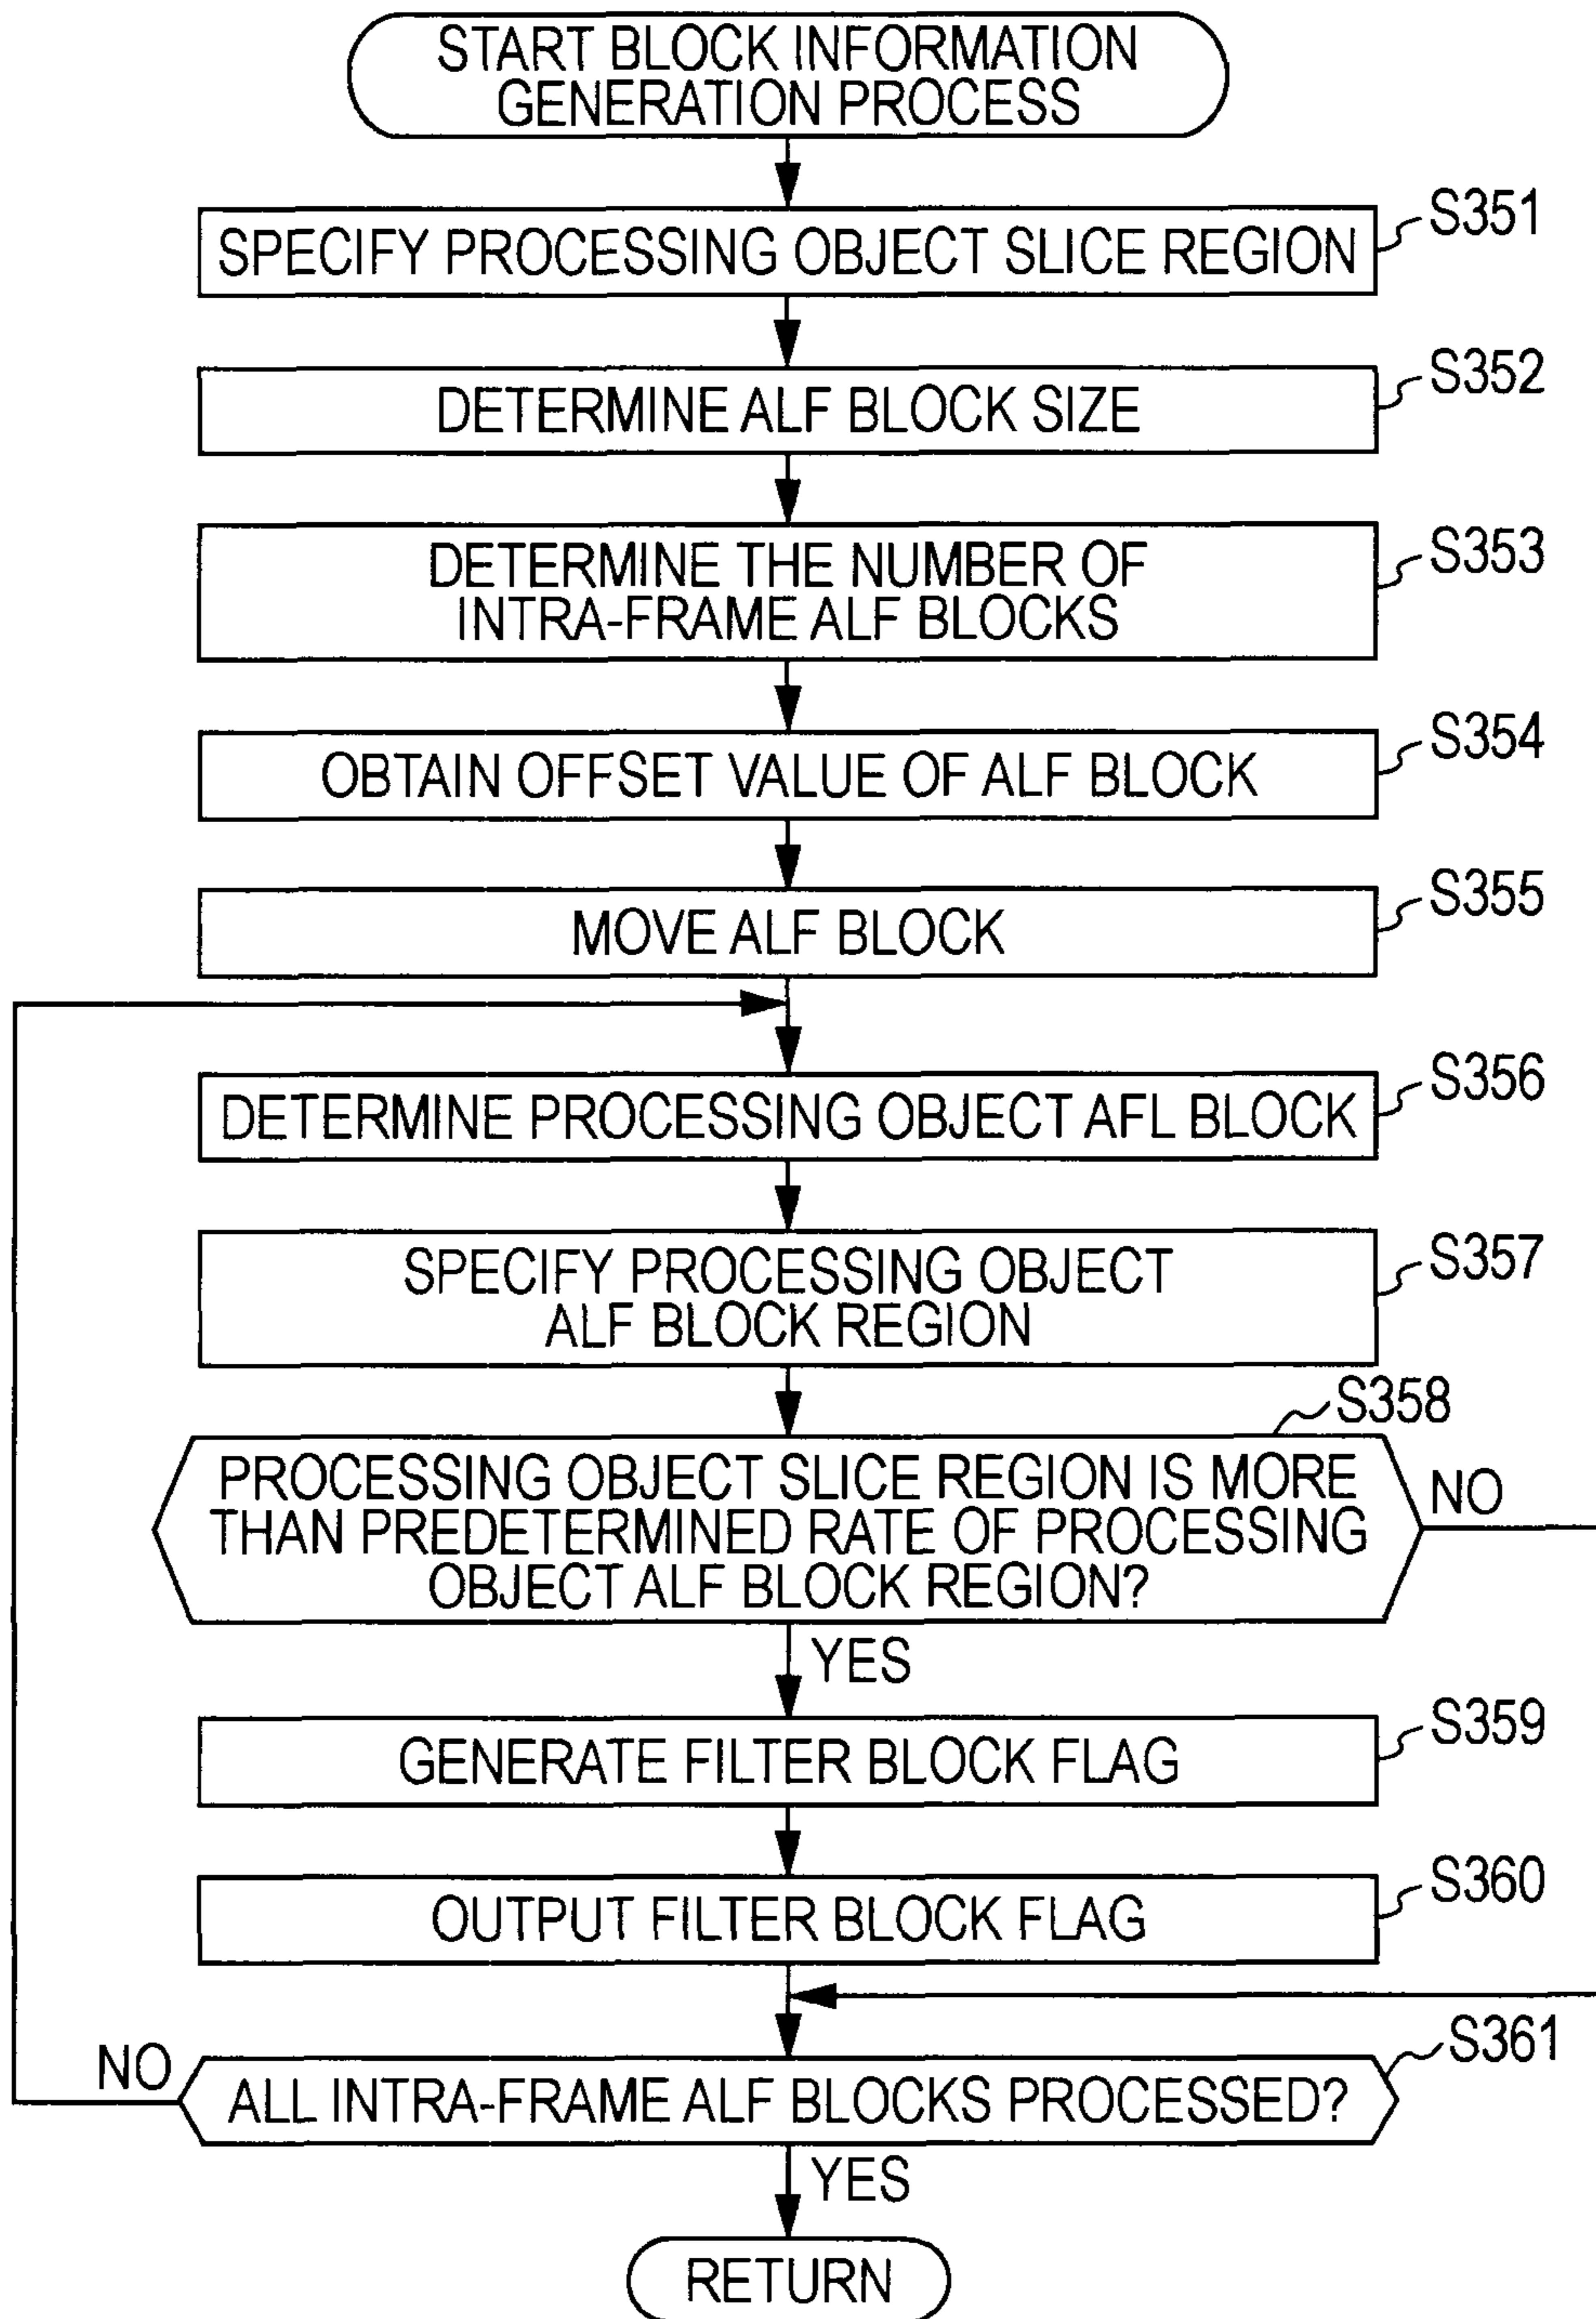 START BLOCK INFORMATION
GENERATION PROCESS
S351
SPECIFY PROCESSING OBJECT SLICE REGION
S352
DETERMINE ALF BLOCK SIZE
S353
DETERMINE THE NUMBER OF
INTRA-FRAME ALF BLOCKS
S354
OBTAIN OFFSET VALUE OF ALF BLOCK
S355
MOVE ALF BLOCK
S356
DETERMINE PROCESSING OBJECT AFL BLOCK
S357
SPECIFY PROCESSING OBJECT
ALF BLOCK REGION
S358
PROCESSING OBJECT SLICE REGION IS MORE
THAN PREDETERMINED RATE OF PROCESSING
OBJECT ALF BLOCK REGION?
NO
YES
S359
GENERATE FILTER BLOCK FLAG
S360
OUTPUT FILTER BLOCK FLAG
S361
NO
ALL INTRA-FRAME ALF BLOCKS PROCESSED?
YES
RETURN